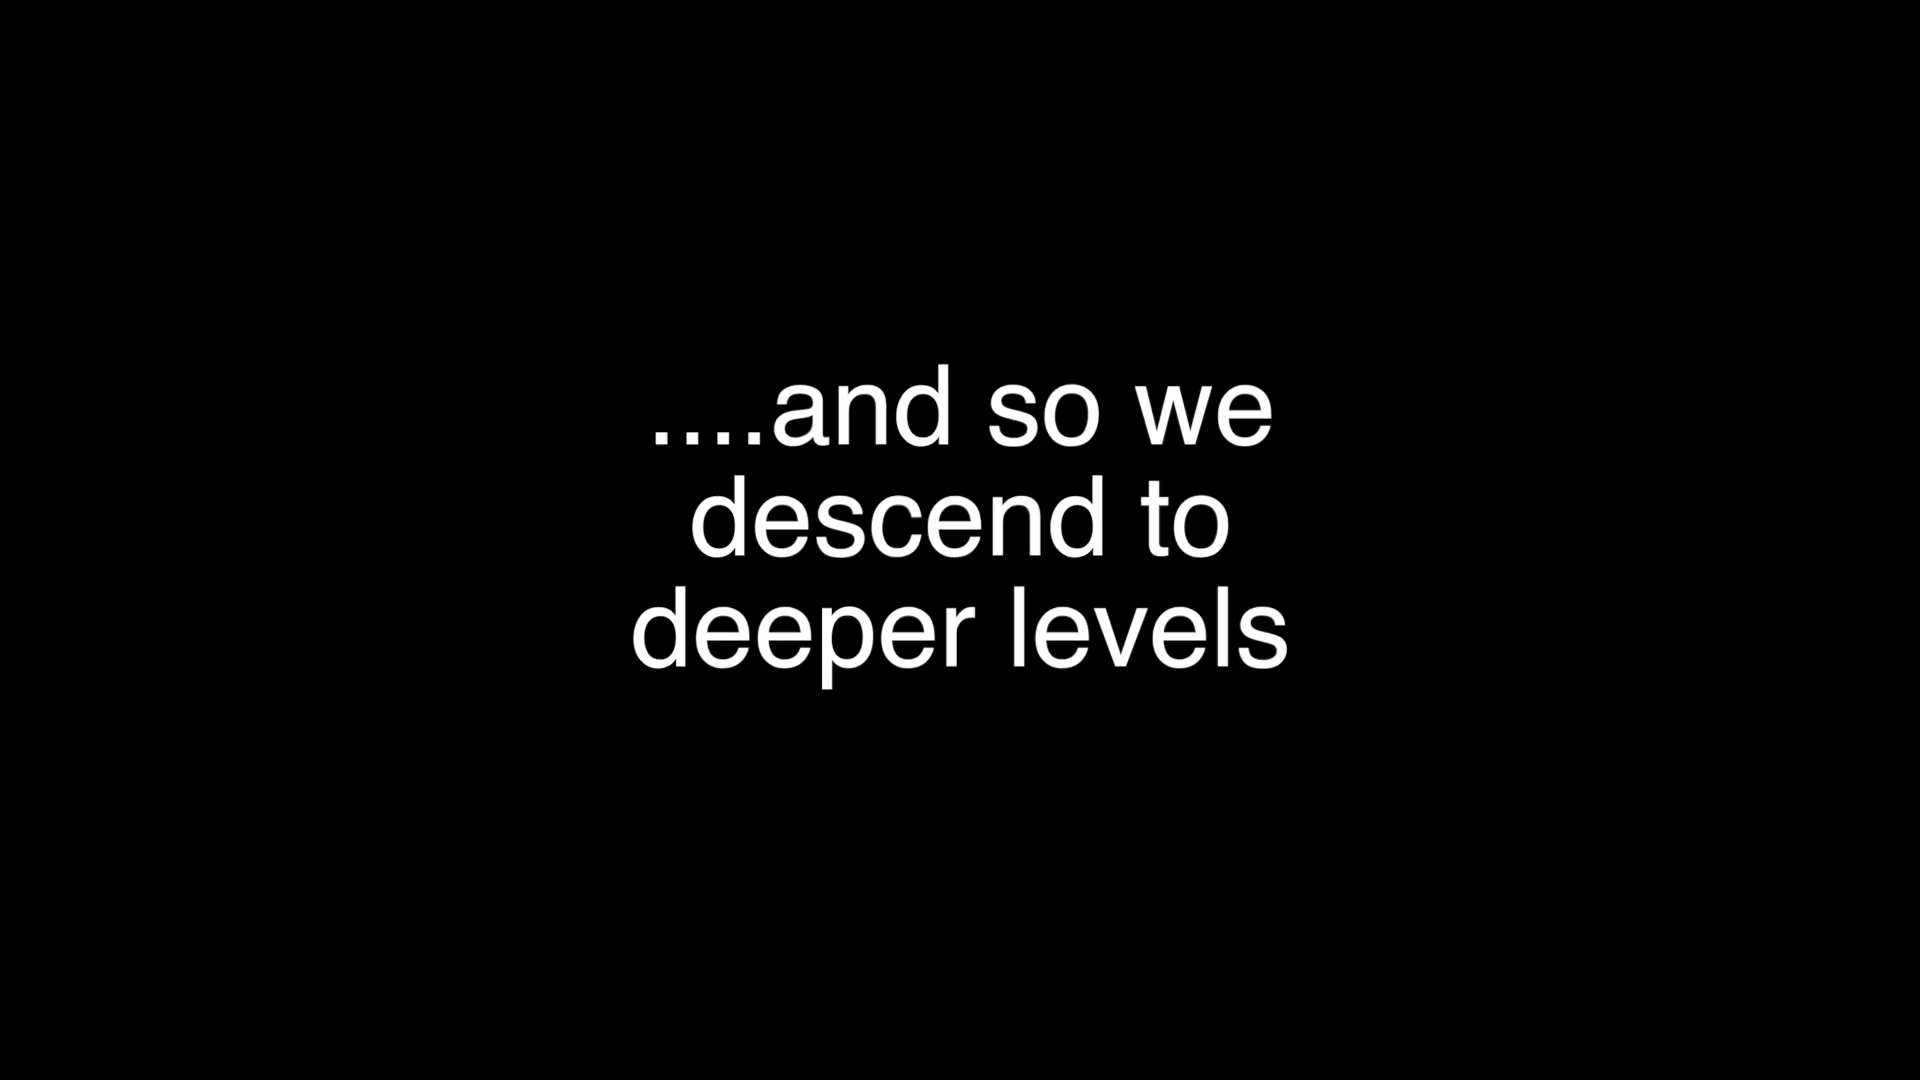 ....and so we
descend to
deeper levels